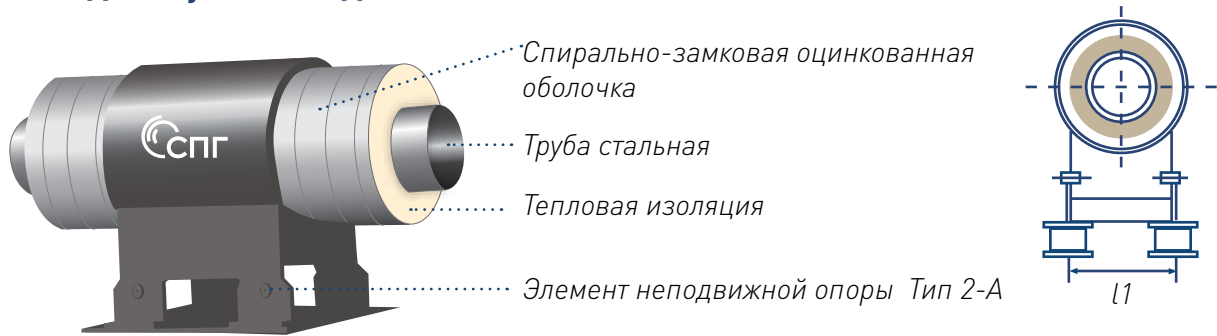 Спирально-замковая оцинкованная
оболочка
СПГ
Труба стальная
Тепловая изоляция
Элемент неподвижной опоры Тип 2-А
l1